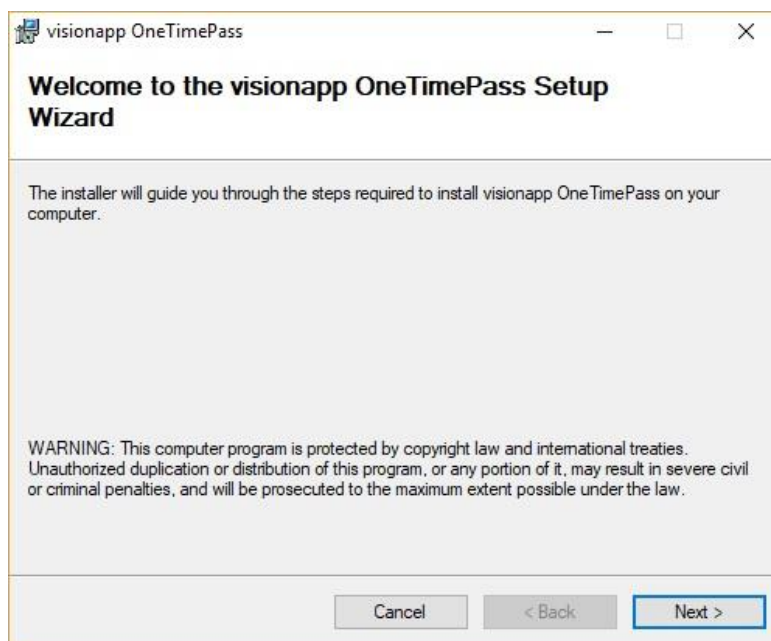 visionapp OneTimePass
Welcome to the visionapp OneTimePass Setup
Wizard
The installer will guide you through the steps required to install visionapp OneTimePass on your
computer.
WARNING: This computer program is protected by copyright law and international treaties.
Unauthorized duplication or distribution of this program, or any portion of it, may result in severe civil
or criminal penalties, and will be prosecuted to the maximum extent possible under the law.
Cancel < Back Next >